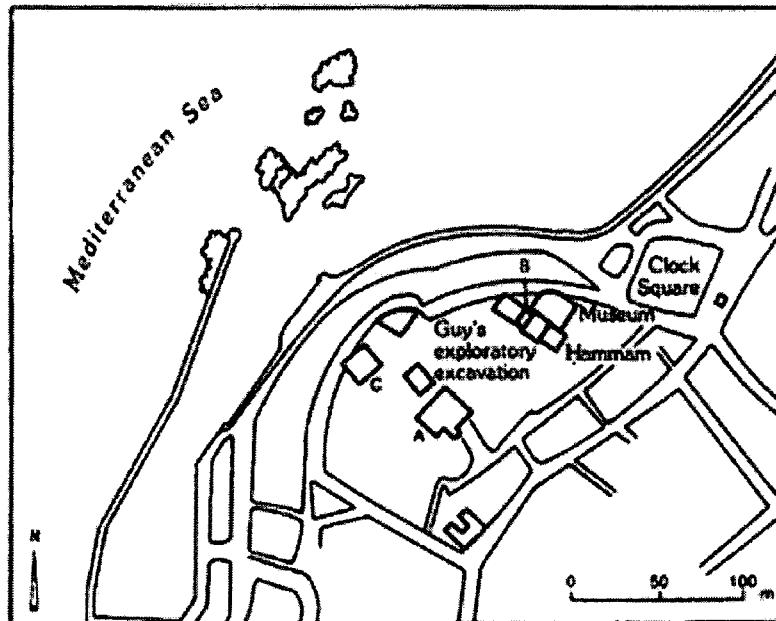 Mediterranean Sea
B
Clock
Square
Museum
Guy's
exploratory
excavation
Hammam
C
A
N
0 50 100
m